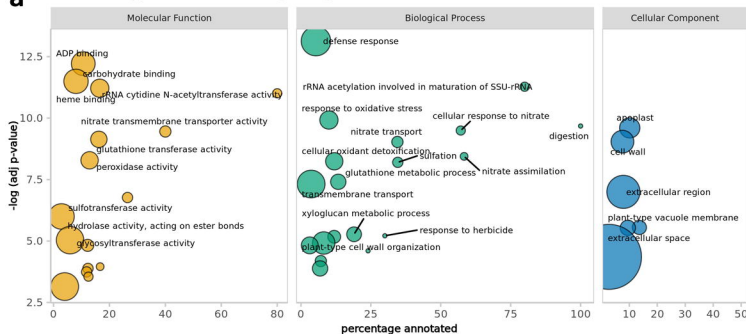 a
Molecular Function
Biological Process
Cellular Component
-log (adj p-value)
12.5
10.0
7.5
5.0
2.5
ADP binding
carbohydrate binding
rRNA cytidine N-acetyltransferase activity
heme binding
nitrate transmembrane transporter activity
glutathione transferase activity
peroxidase activity
sulfotransferase activity
hydrolase activity, acting on ester bonds
glycosyltransferase activity
0 20 40 60 80
defense response
rRNA acetylation involved in maturation of SSU-rRNA
response to oxidative stress
cellular response to nitrate
nitrate transport
digestion
cellular oxidant detoxification
sulfation
nitrate assimilation
glutathione metabolic process
transmembrane transport
xyloglucan metabolic process
response to herbicide
plant-type cell wall organization
0 25 50 75 100
apoplast
cell wall
extracellular region
plant-type vacuole membrane
extracellular space
10 20 30 40 50
percentage annotated